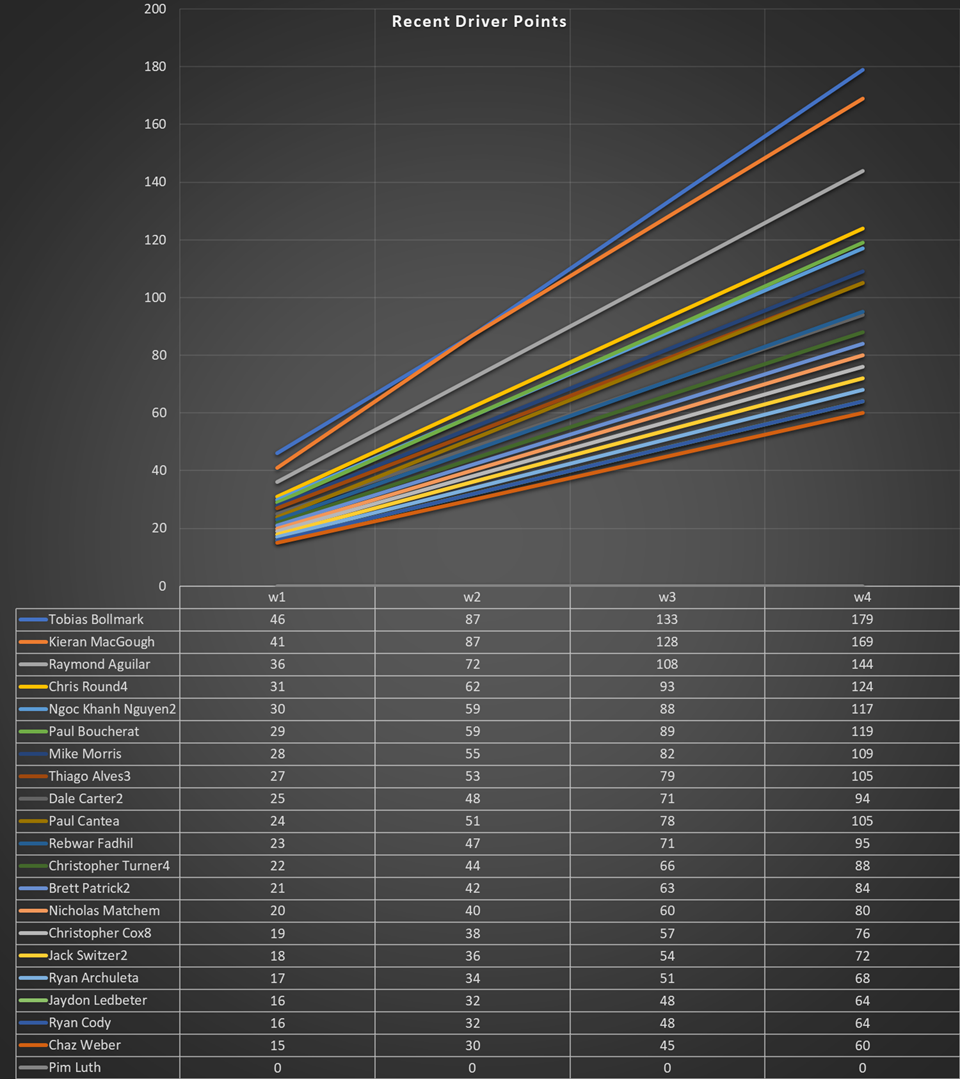 Recent Driver Points
200
180
160
140
120
100
80
60
40
20
0
w1 w2 w3 w4
Tobias Bollmark 46 87 133 179
Kieran MacGough 41 87 128 169
Raymond Aguilar 36 72 108 144
Chris Round4 31 62 93 124
Ngoc Khanh Nguyen2 30 59 88 117
Paul Boucherat 29 59 89 119
Mike Morris 28 55 82 109
Thiago Alves3 27 53 79 105
Dale Carter2 25 48 71 94
Paul Cantea 24 51 78 105
Rebwar Fadhil 23 47 71 95
Christopher Turner4 22 44 66 88
Brett Patrick2 21 42 63 84
Nicholas Matchem 20 40 60 80
Christopher Cox8 19 38 57 76
Jack Switzer2 18 36 54 72
Ryan Archuleta 17 34 51 68
Jaydon Ledbeter 16 32 48 64
Ryan Cody 16 32 48 64
Chaz Weber 15 30 45 60
Pim Luth 0 0 0 0